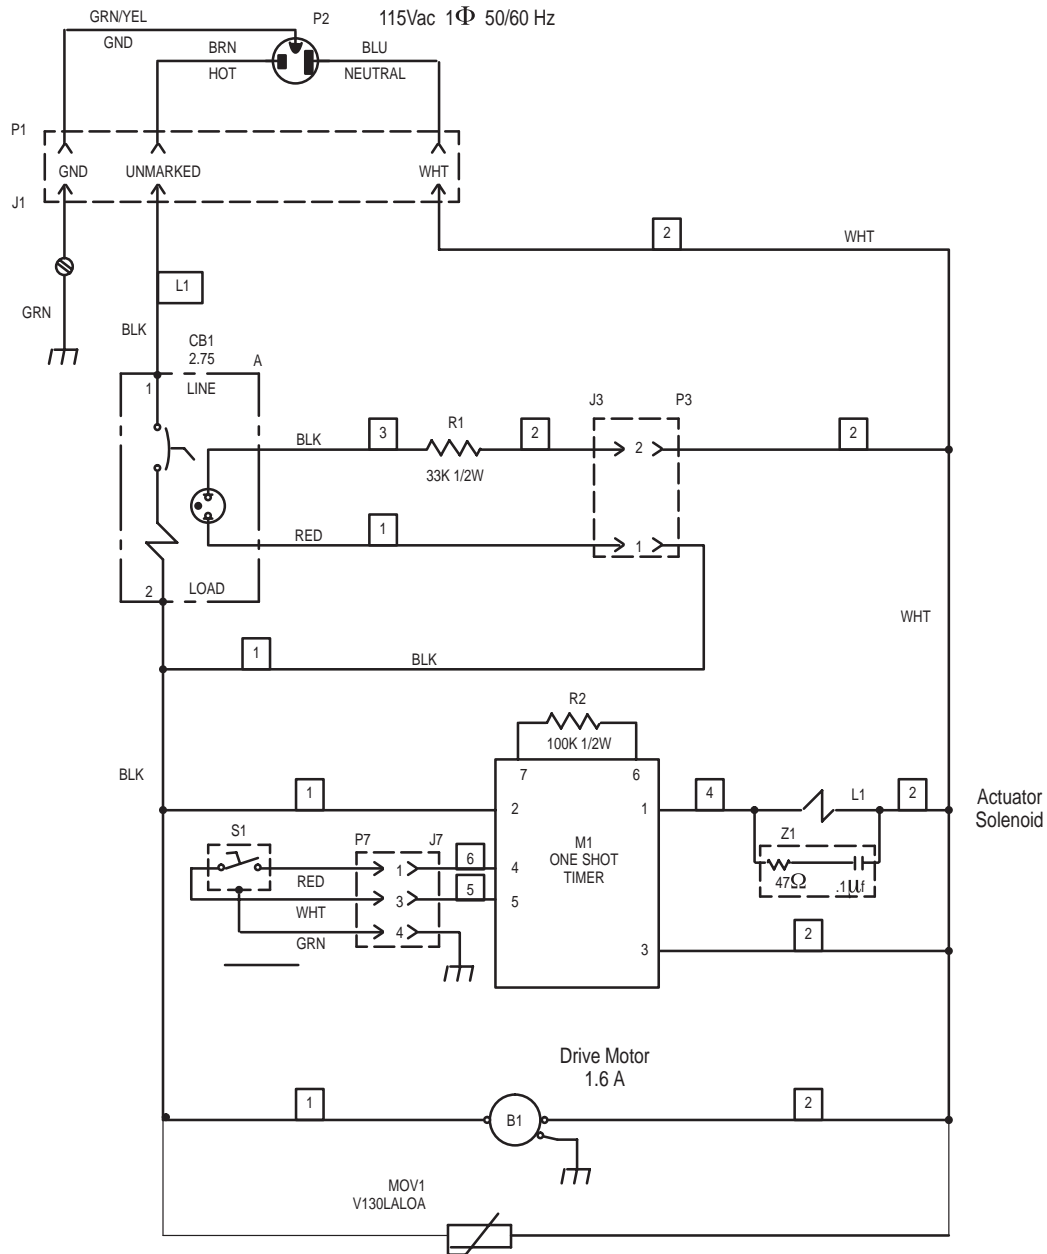 GRN/YEL
P2
115Vac 1Φ 50/60 Hz
GND
BRN
BLU
HOT
NEUTRAL
P1
GND
UNMARKED
WHT
J1
2
WHT
L1
GRN
BLK
CB1
2.75 A
1
LINE
J3
P3
BLK
3
R1
2
2
2
33K 1/2W
RED
1
1
2
LOAD
WHT
1
BLK
R2
100K 1/2W
7
6
BLK
1
2
1
4
L1
2
Actuator
Solenoid
S1
P7
J7
M1
ONE SHOT
TIMER
Z1
RED
1
6
4
47Ω
.1µf
WHT
3
5
5
GRN
4
2
3
Drive Motor
1.6 A
1
B1
2
MOV1
V130LALOA